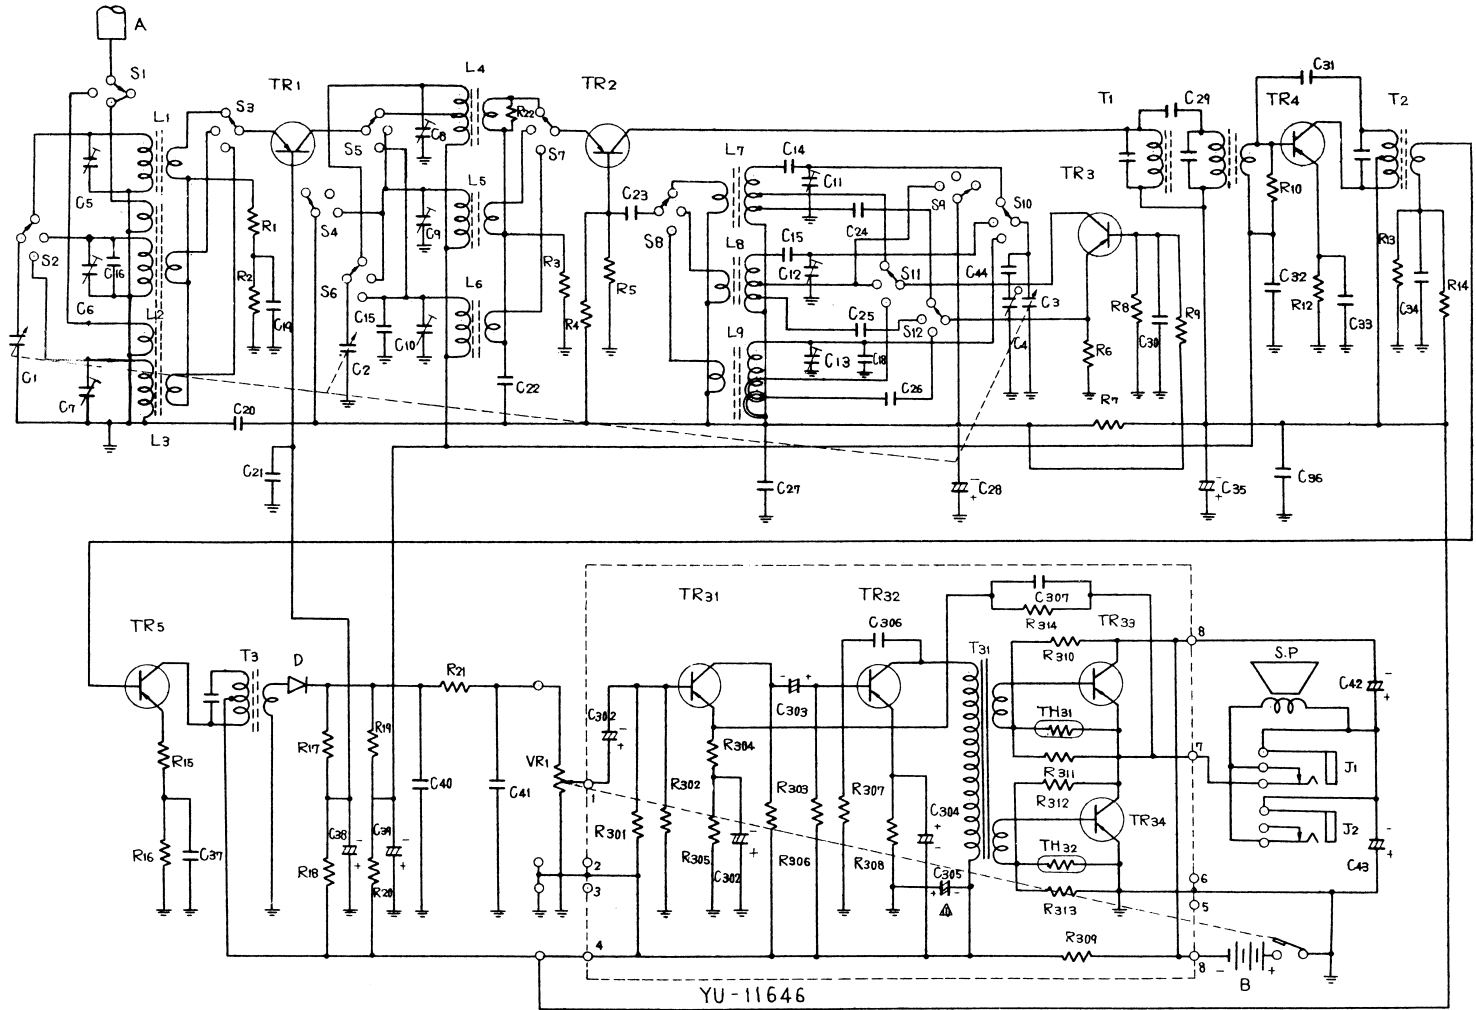 A
S1
L1
S3
TR1
L4
R22
TR2
L7
C14
C11
S9
S10
TR3
T1
C29
TR4
C31
T2
C5
S2
C16
C6
L2
R1
R2
C19
S4
S5
C8
S7
L5
C9
S6
L6
C15
C10
C2
C22
R3
R4
R5
C23
S8
L8
C15
C12
C24
S11
C44
C3
C4
C25
S12
L9
C13
C18
C26
R6
R8
C30
R9
R7
R10
C32
R12
C33
R13
C34
R14
C1
C7
L3
C20
C21
C27
- + C28
- + C35
C36
TR5
T3
D
R21
TR31
TR32
C306
C307
R314
TR33
T31
R310
8
S.P
C42 - +
R15
R17
R19
C302 - +
R304
- + C303
TH31
7
R311
J1
VR1
1
C40
C41
R302
R303
R307
C304 + -
R312
TR34
J2
R301
R16
C37
R18
C38 - +
C39 - +
R20
2
3
R305
C302 - +
R306
R308
C305 + -
TH32
R313
6
5
C43 - +
4
R309
8
- B +
YU-11646